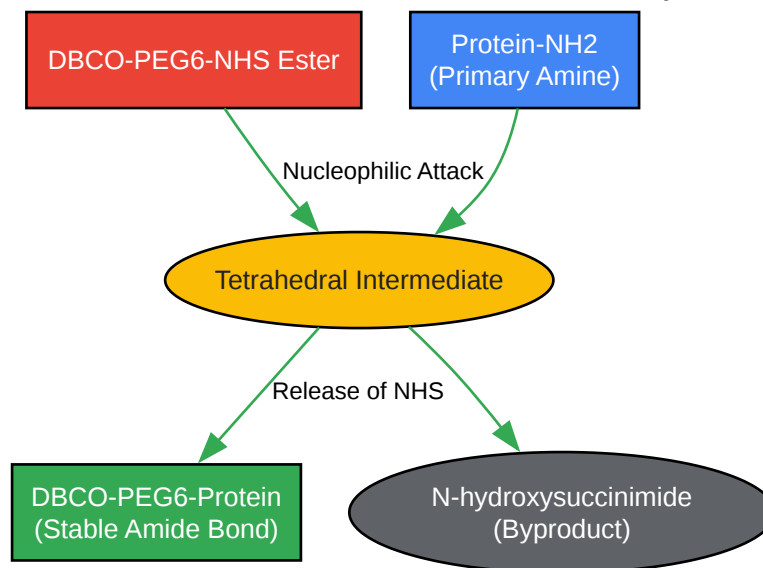 DBCO-PEG6-NHS Ester
Protein-NH2
(Primary Amine)
Nucleophilic Attack
Tetrahedral Intermediate
Release of NHS
DBCO-PEG6-Protein
(Stable Amide Bond)
N-hydroxysuccinimide
(Byproduct)